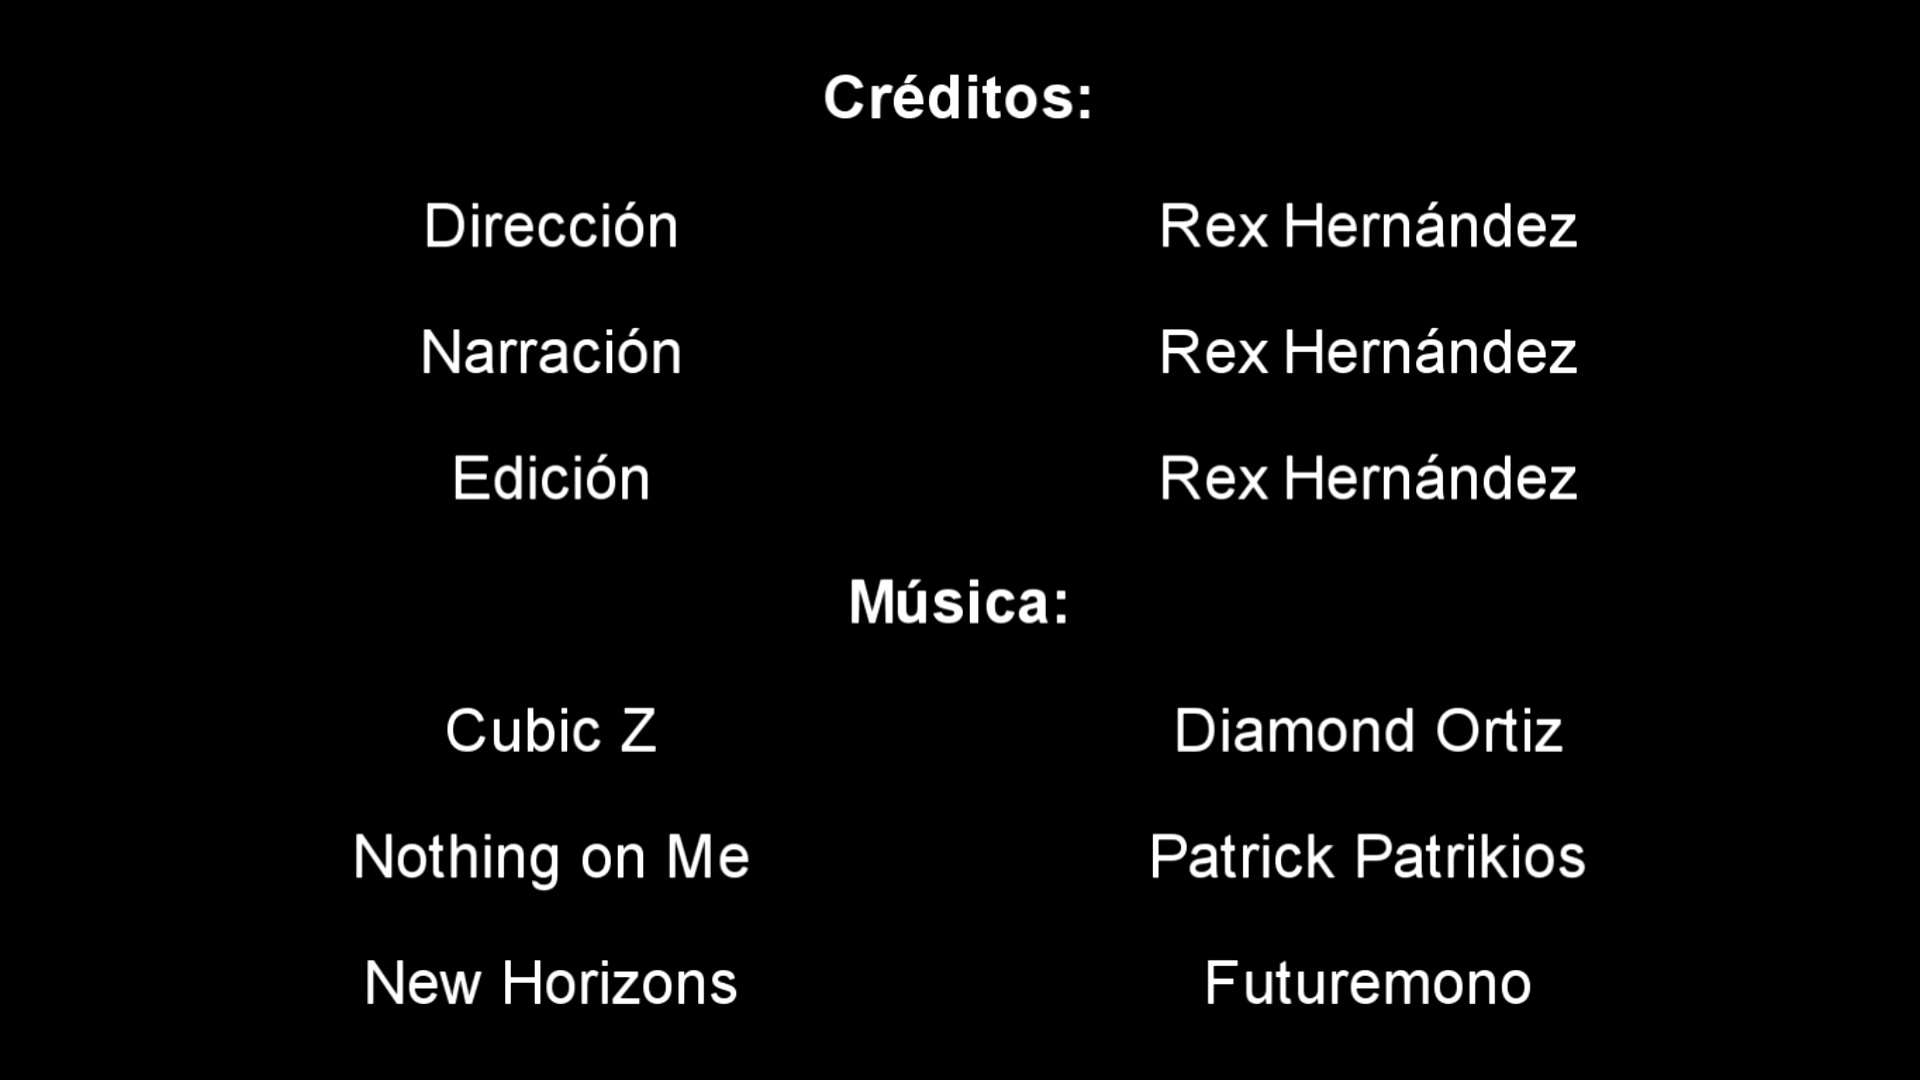 Créditos:
Dirección Rex Hernández
Narración Rex Hernández
Edición Rex Hernández
Música:
Cubic Z Diamond Ortiz
Nothing on Me Patrick Patrikios
New Horizons Futuremono